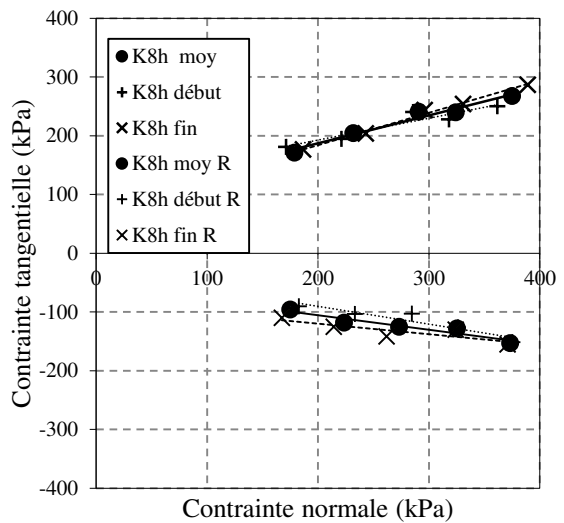 400
300
200
100
0
-100
-200
-300
-400
0 100 200 300 400
K8h moy
K8h début
K8h fin
K8h moy R
K8h début R
K8h fin R
Contrainte tangentielle (kPa)
Contrainte normale (kPa)